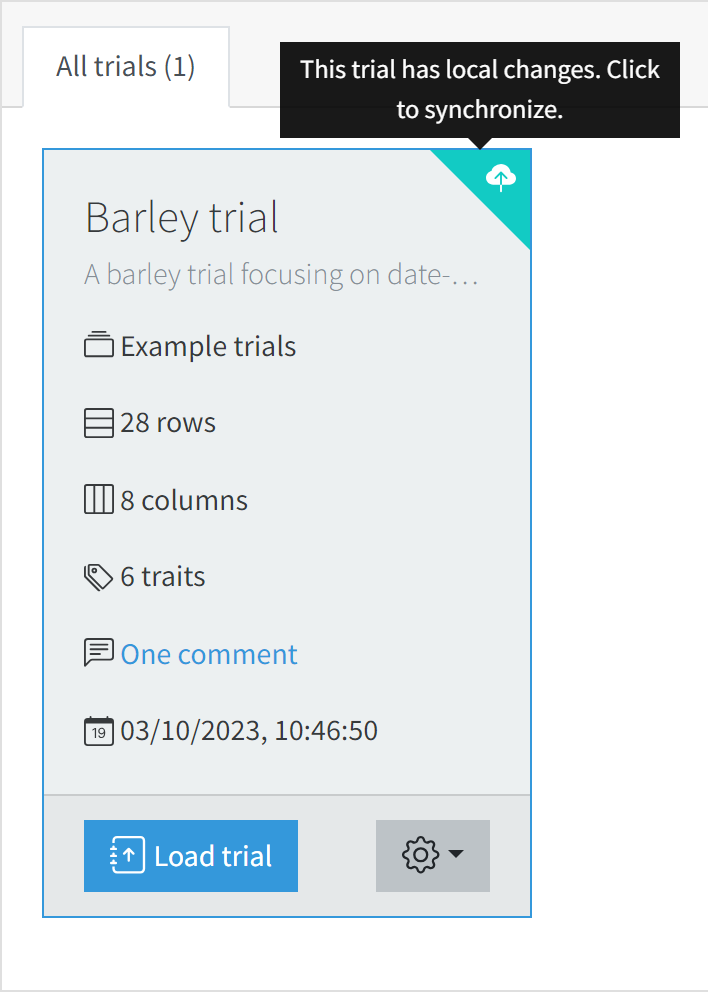 All trials (1)
This trial has local changes. Click
to synchronize.
Barley trial
A barley trial focusing on date-…
Example trials
28 rows
8 columns
6 traits
One comment
19
03/10/2023, 10:46:50
Load trial